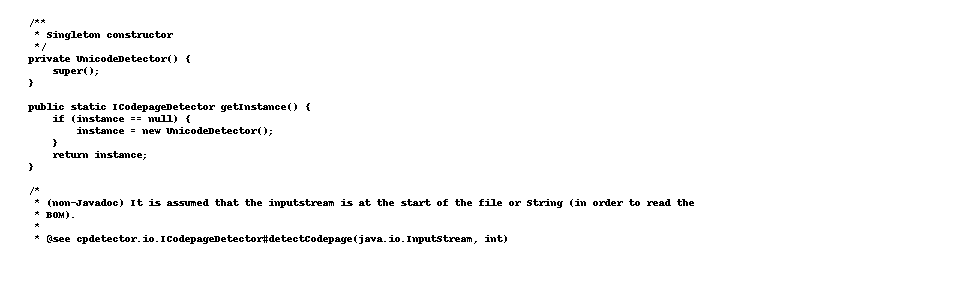 /**
 * Singleton constructor
 */
private UnicodeDetector() {
    super();
}

public static ICodepageDetector getInstance() {
    if (instance == null) {
        instance = new UnicodeDetector();
    }
    return instance;
}

/*
 * (non-Javadoc) It is assumed that the inputstream is at the start of the file or String (in order to read the
 * BOM).
 *
 * @see cpdetector.io.ICodepageDetector#detectCodepage(java.io.InputStream, int)